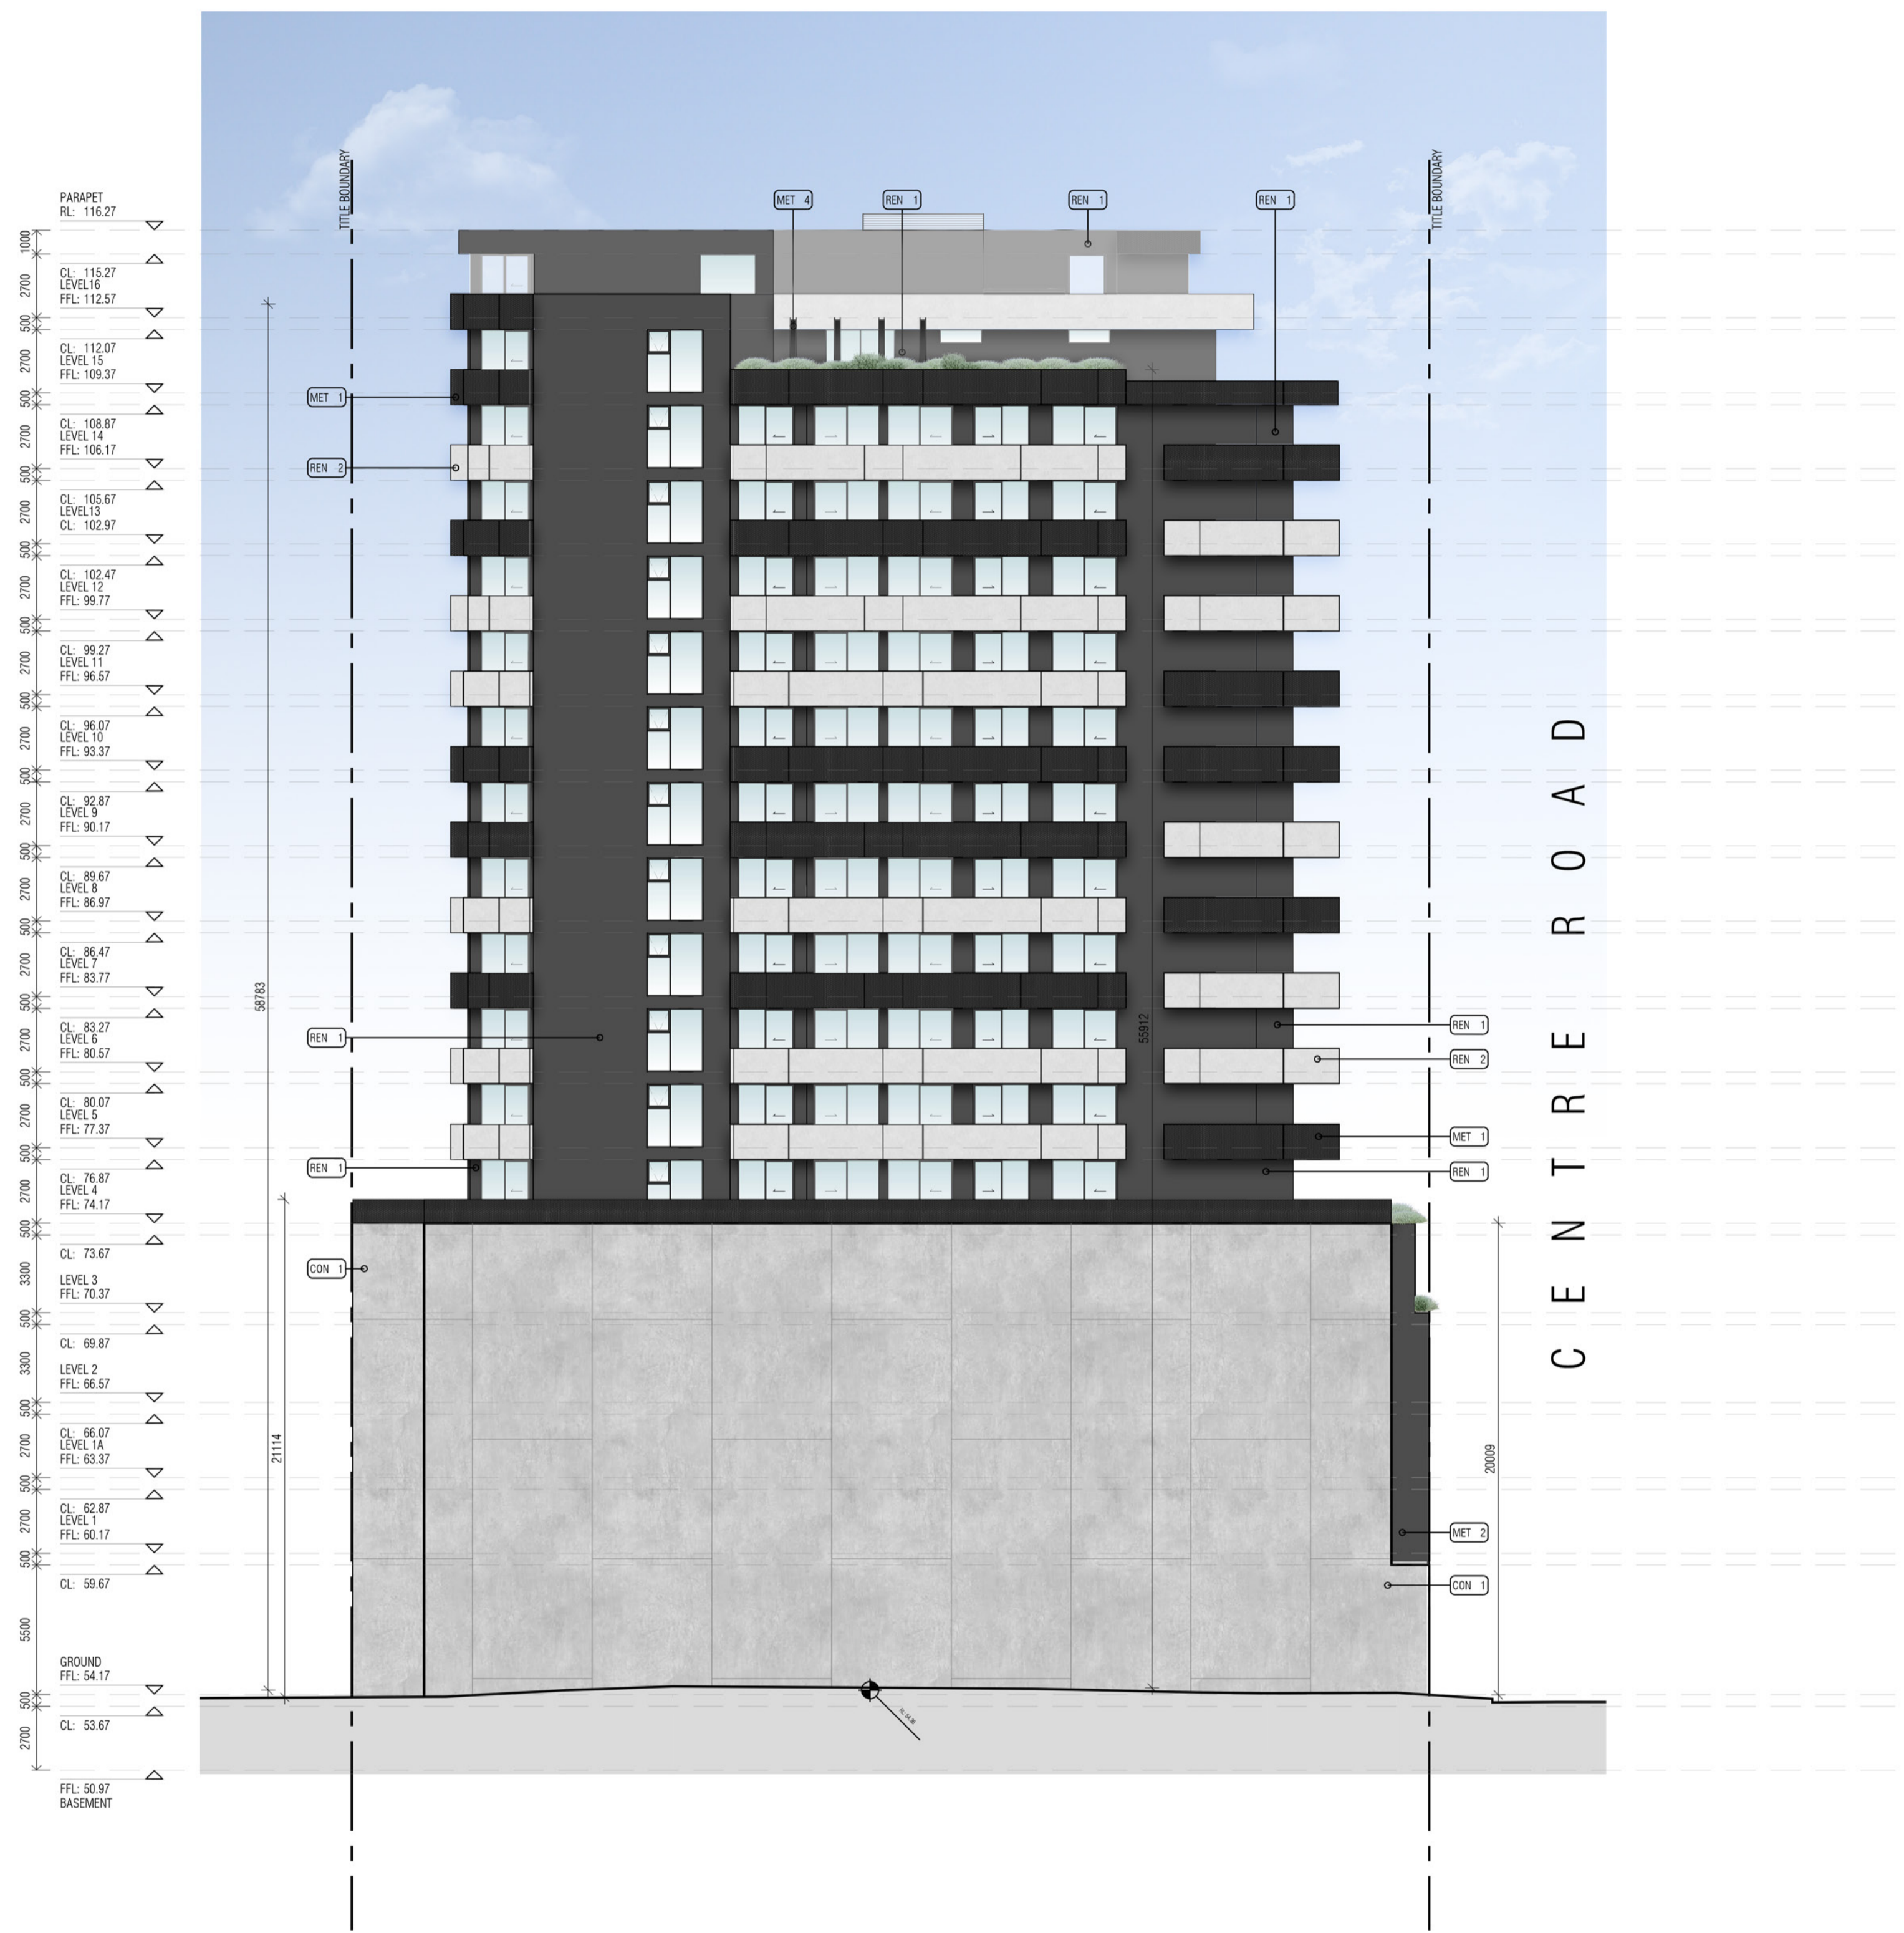 TITLE BOUNDARY
TITLE BOUNDARY
MET 4
REN 1
REN 1
REN 1
PARAPET
RL: 116.27
1000
CL: 115.27
LEVEL16
FFL: 112.57
2700
500
CL: 112.07
LEVEL 15
FFL: 109.37
2700
500
MET 1
CL: 108.87
LEVEL 14
FFL: 106.17
2700
500
REN 2
CL: 105.67
LEVEL13
CL: 102.97
2700
500
CL: 102.47
LEVEL 12
FFL: 99.77
2700
500
CL: 99.27
LEVEL 11
FFL: 96.57
2700
500
CL: 96.07
LEVEL 10
FFL: 93.37
2700
500
CL: 92.87
LEVEL 9
FFL: 90.17
2700
500
CL: 89.67
LEVEL 8
FFL: 86.97
2700
500
CL: 86.47
LEVEL 7
FFL: 83.77
2700
500
58783
55912
CL: 83.27
LEVEL 6
FFL: 80.57
2700
500
REN 1
REN 1
REN 2
CL: 80.07
LEVEL 5
FFL: 77.37
2700
500
MET 1
CL: 76.87
LEVEL 4
FFL: 74.17
2700
500
REN 1
REN 1
CL: 73.67
LEVEL 3
FFL: 70.37
3300
500
CON 1
CENTRE ROAD
CL: 69.87
LEVEL 2
FFL: 66.57
3300
500
CL: 66.07
LEVEL 1A
FFL: 63.37
2700
500
21114
20009
CL: 62.87
LEVEL 1
FFL: 60.17
2700
500
MET 2
CL: 59.67
CON 1
5500
GROUND
FFL: 54.17
500
CL: 53.67
2700
FFL: 50.97
BASEMENT